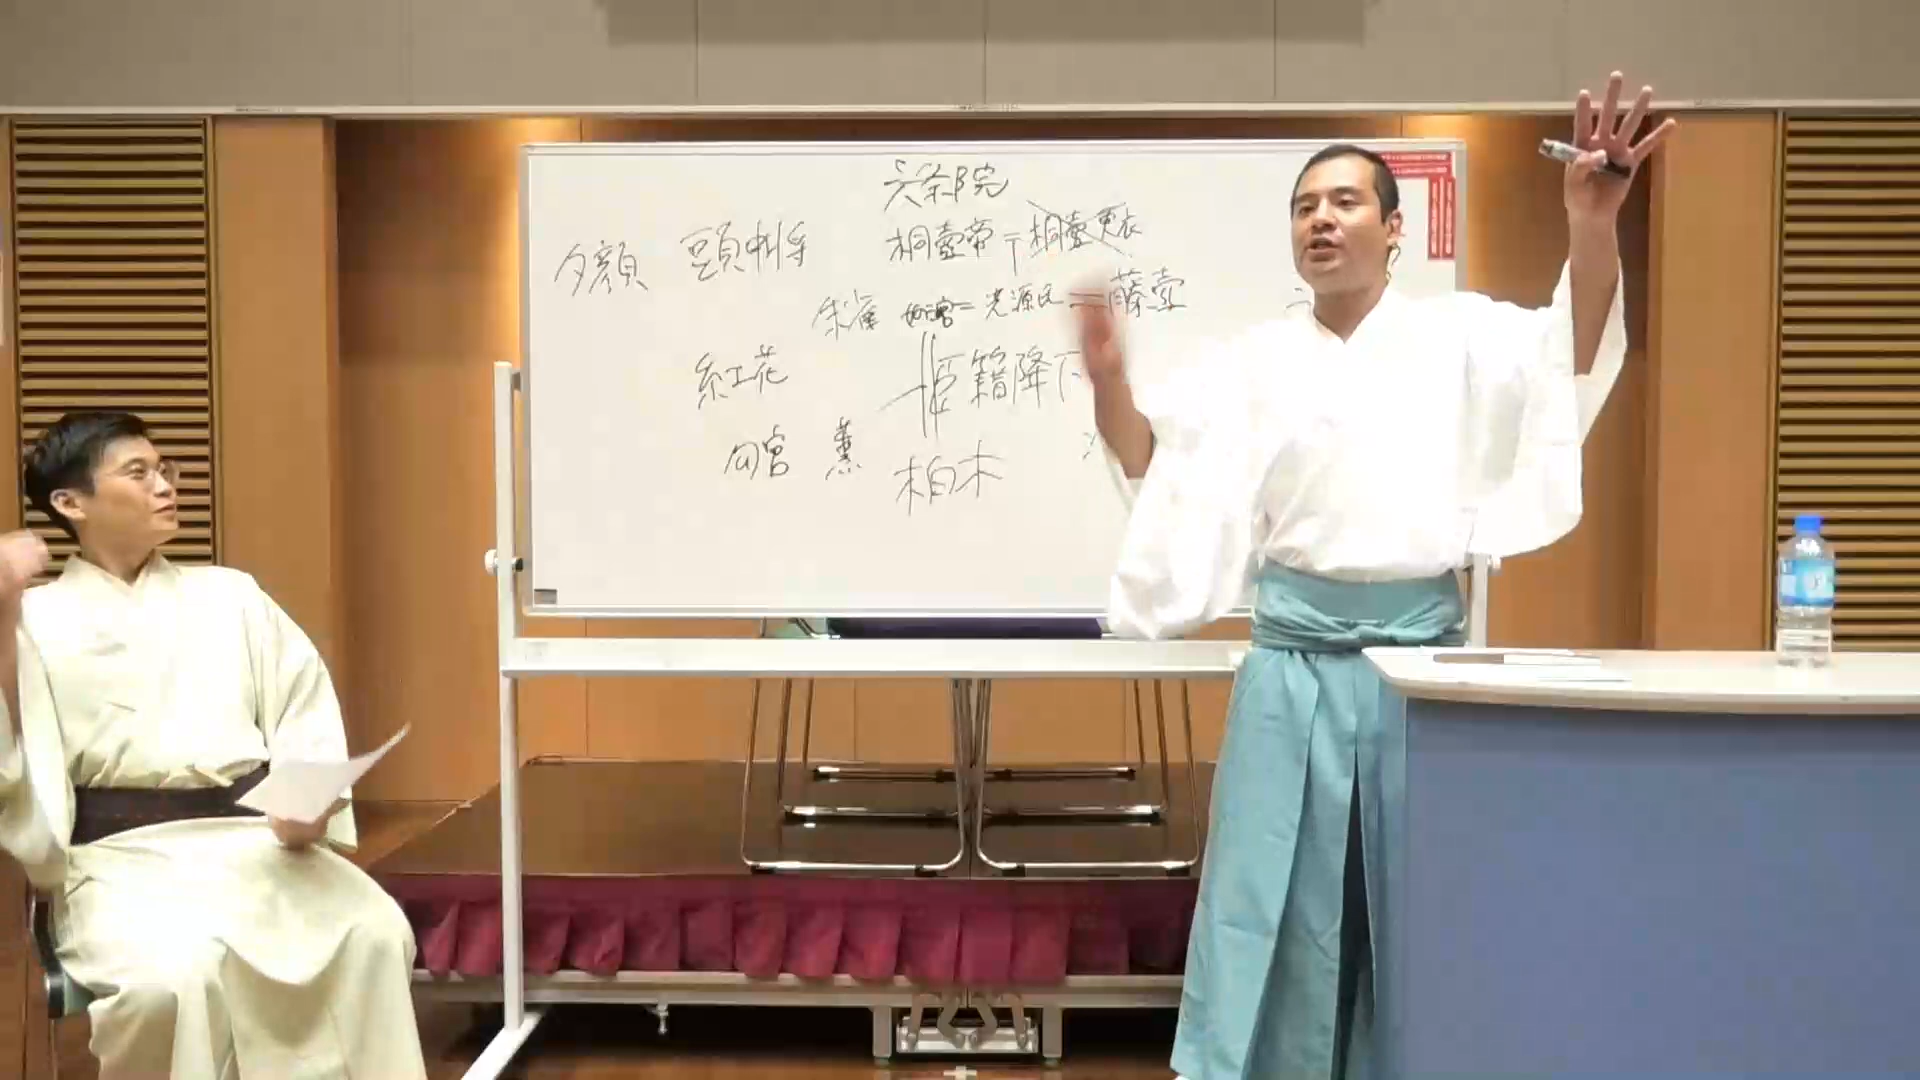 六条院
夕顔 頭中将 桐壺帝 = 桐壺更衣
朱雀 = 光源氏 = 藤壺
紅花 臣籍降下
匂宮 薫 柏木